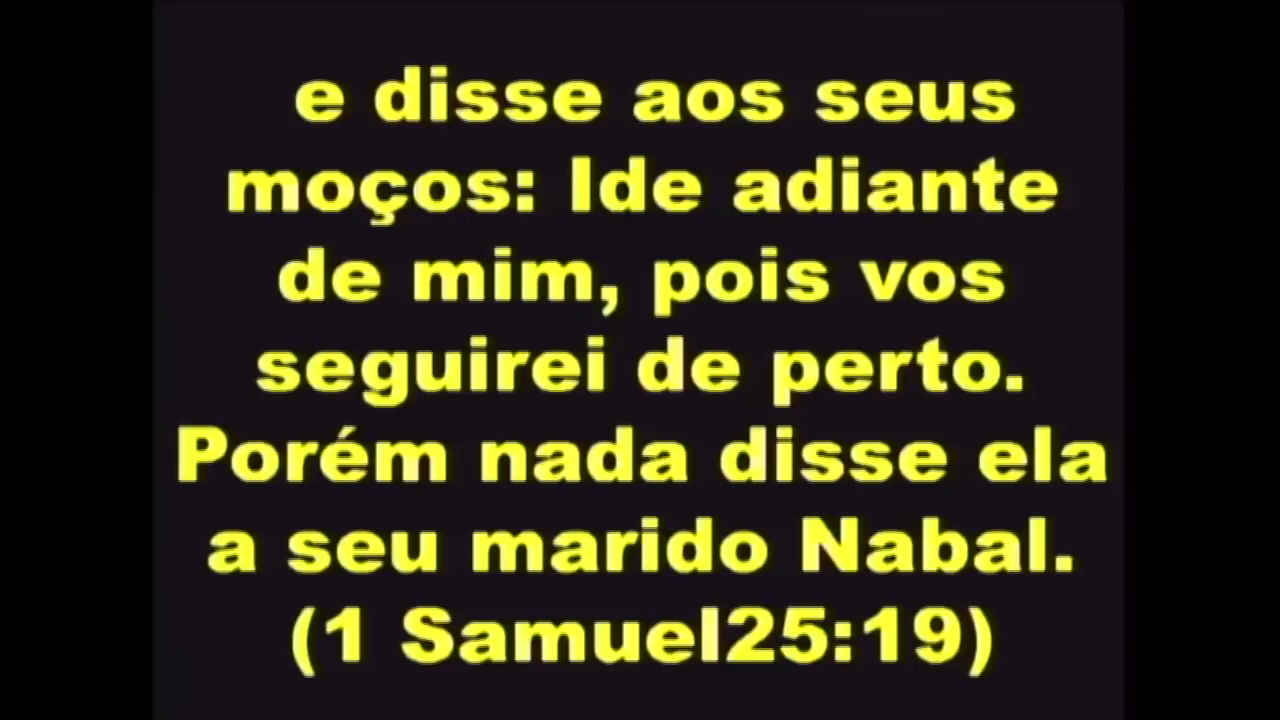 e disse aos seus
moços: Ide adiante
de mim, pois vos
seguirei de perto.
Porém nada disse ela
a seu marido Nabal.
(1 Samuel25:19)